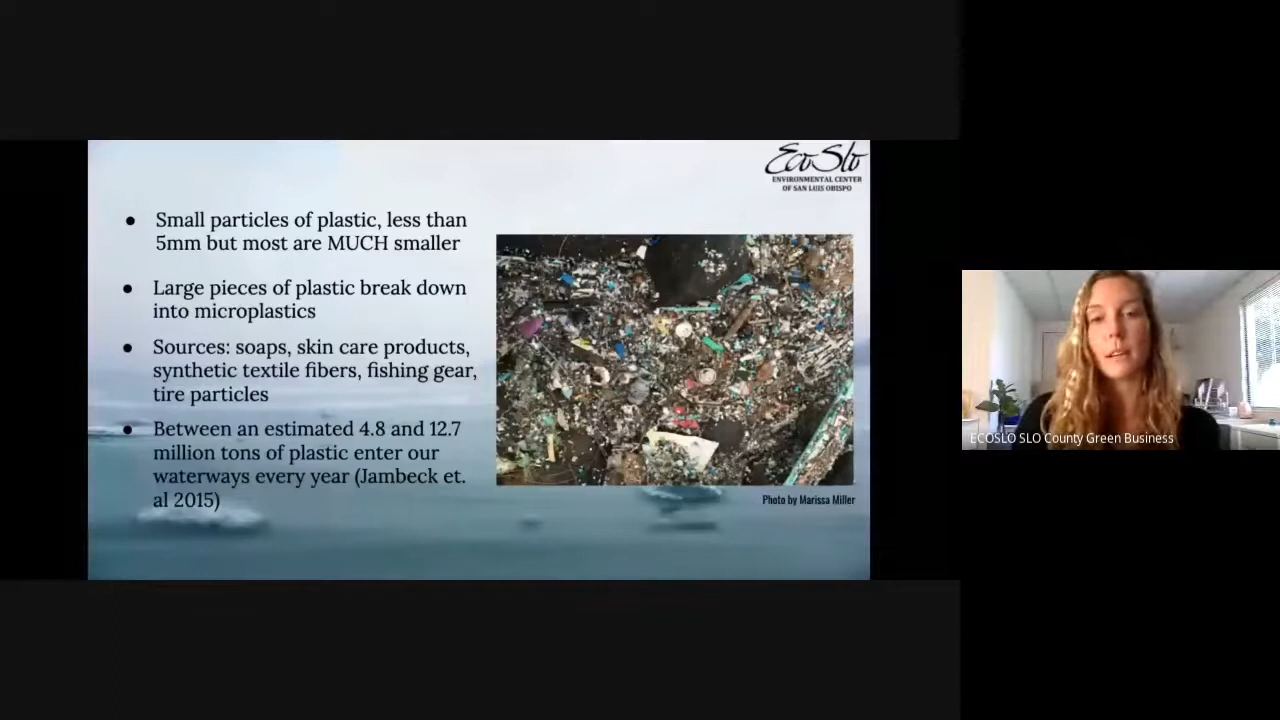 EcoSlo
ENVIRONMENTAL CENTER
OF SAN LUIS OBISPO
● Small particles of plastic, less than
5mm but most are MUCH smaller
● Large pieces of plastic break down
into microplastics
● Sources: soaps, skin care products,
synthetic textile fibers, fishing gear,
tire particles
● Between an estimated 4.8 and 12.7
million tons of plastic enter our
waterways every year (Jambeck et.
al 2015)
Photo by Marissa Miller
ECOSLO SLO County Green Business